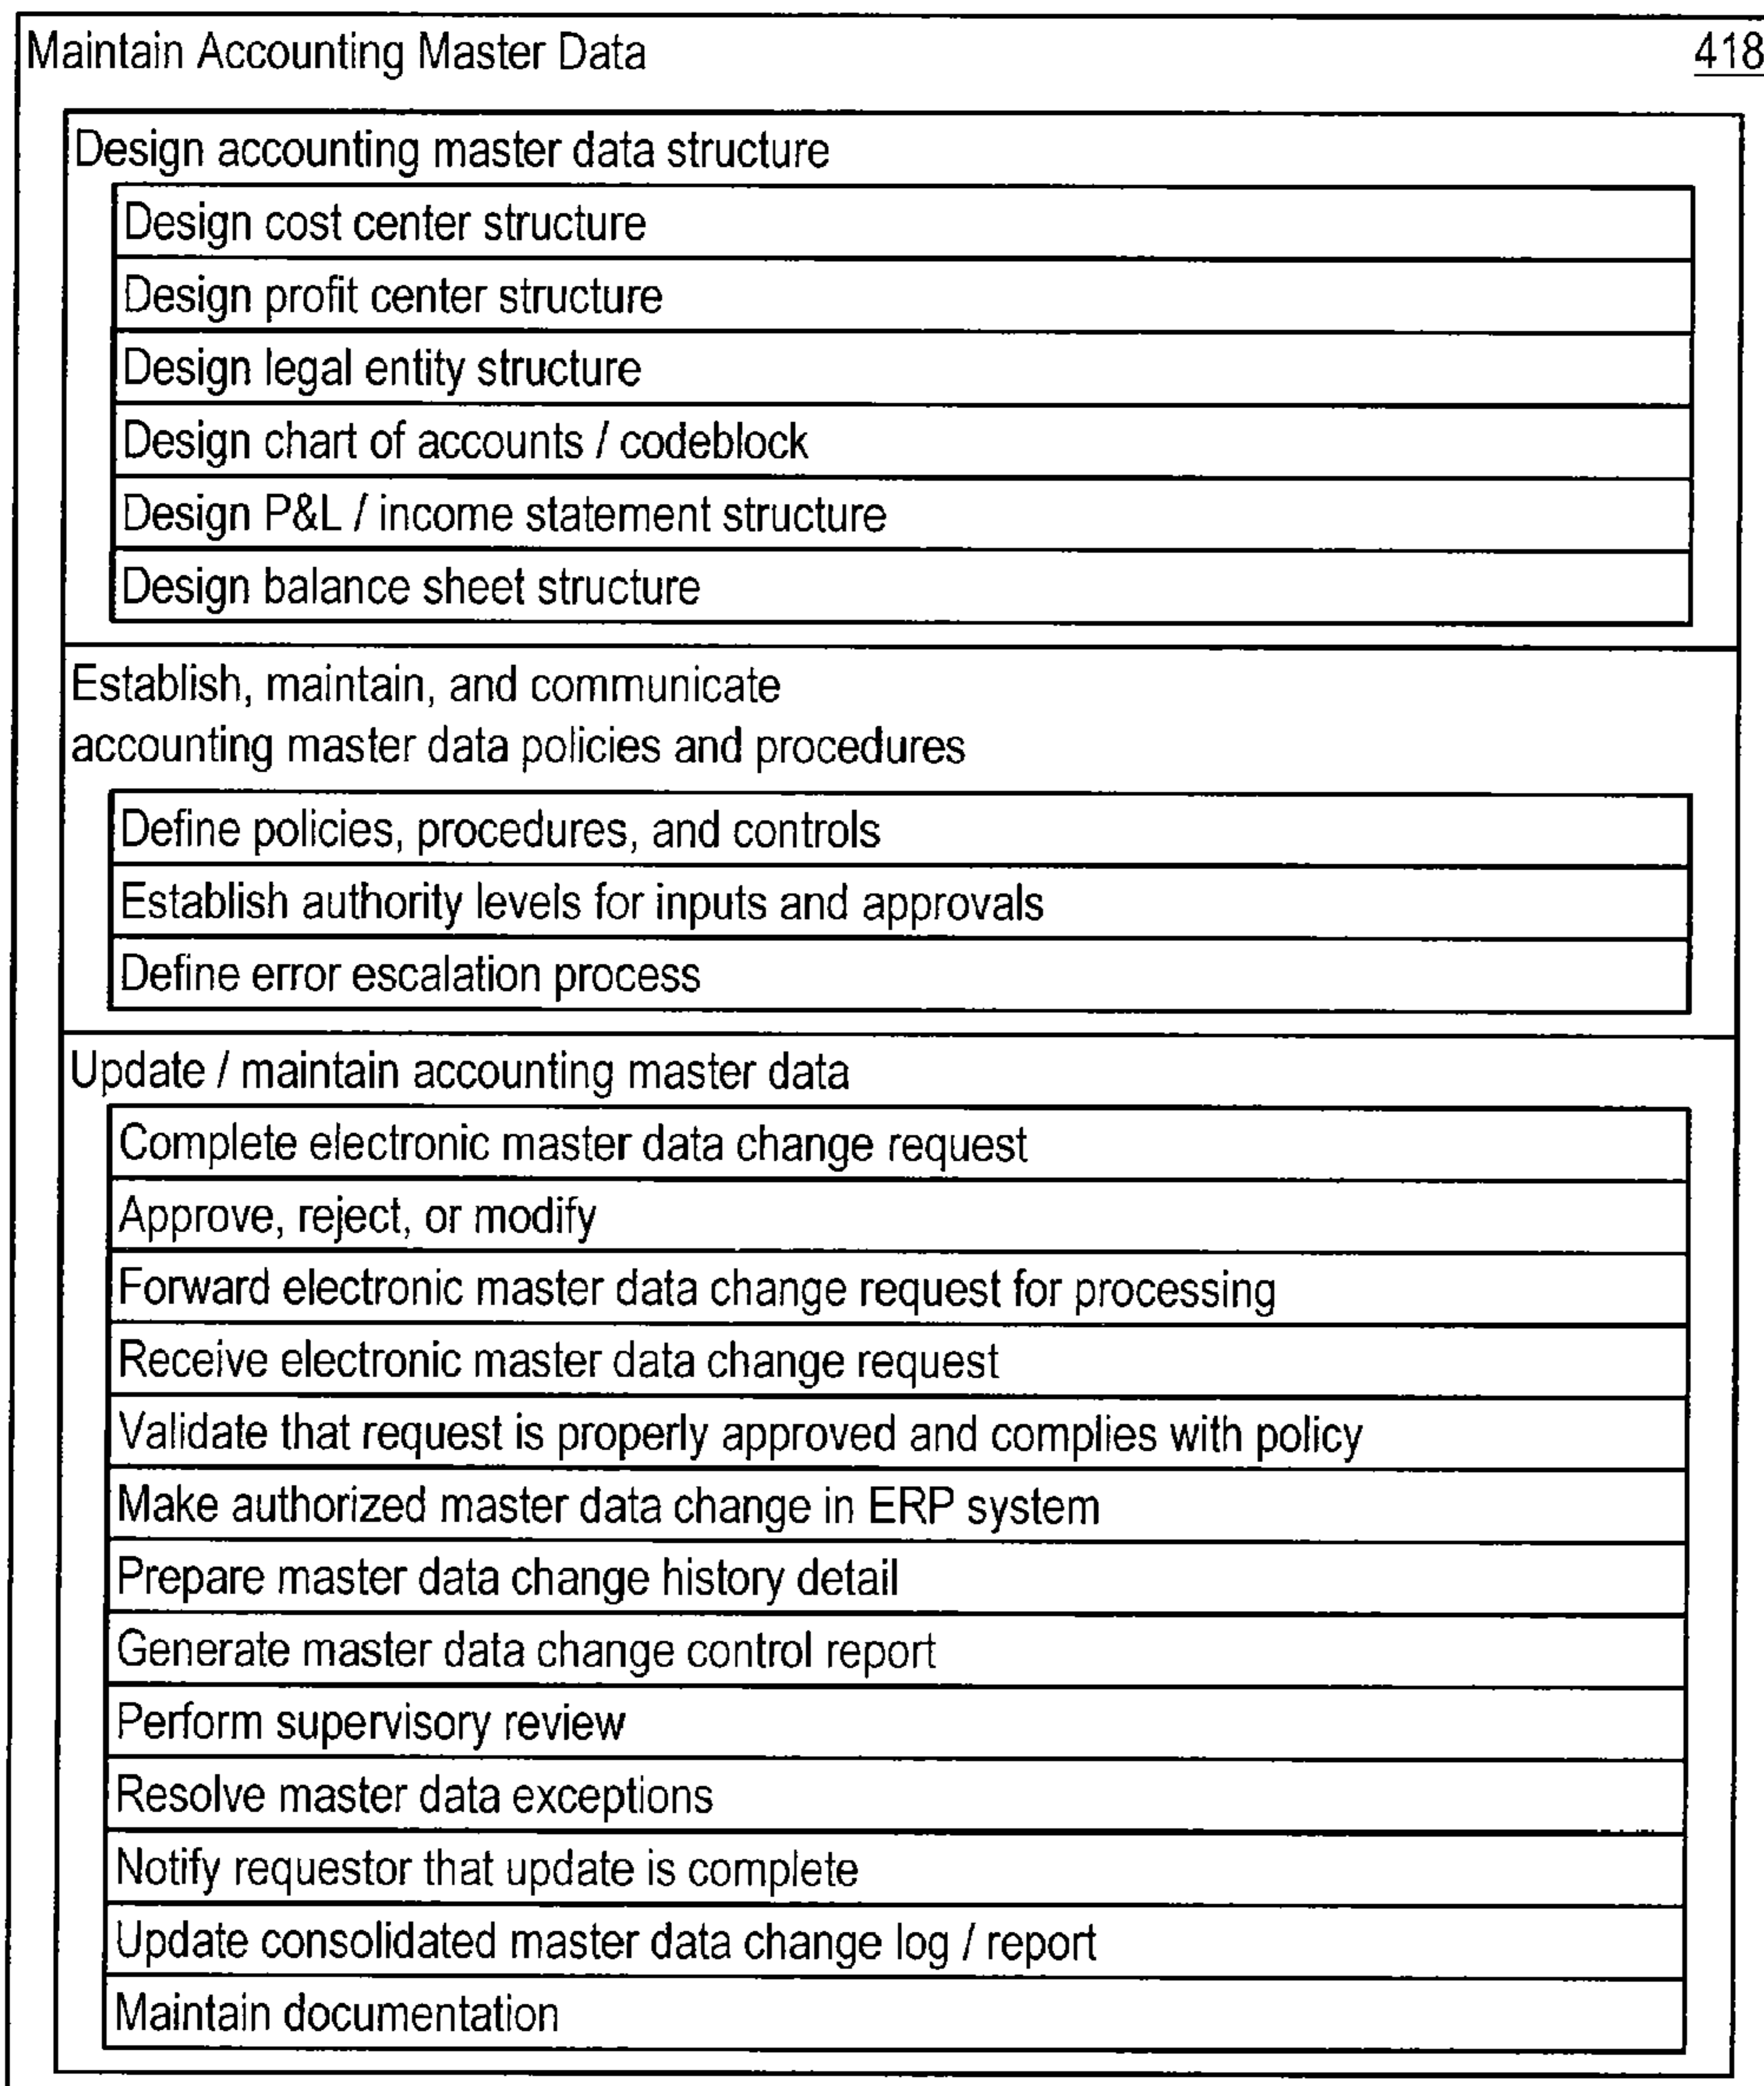 Maintain Accounting Master Data 418
Design accounting master data structure
Design cost center structure
Design profit center structure
Design legal entity structure
Design chart of accounts / codeblock
Design P&L / income statement structure
Design balance sheet structure
Establish, maintain, and communicate
accounting master data policies and procedures
Define policies, procedures, and controls
Establish authority levels for inputs and approvals
Define error escalation process
Update / maintain accounting master data
Complete electronic master data change request
Approve, reject, or modify
Forward electronic master data change request for processing
Receive electronic master data change request
Validate that request is properly approved and complies with policy
Make authorized master data change in ERP system
Prepare master data change history detail
Generate master data change control report
Perform supervisory review
Resolve master data exceptions
Notify requestor that update is complete
Update consolidated master data change log / report
Maintain documentation